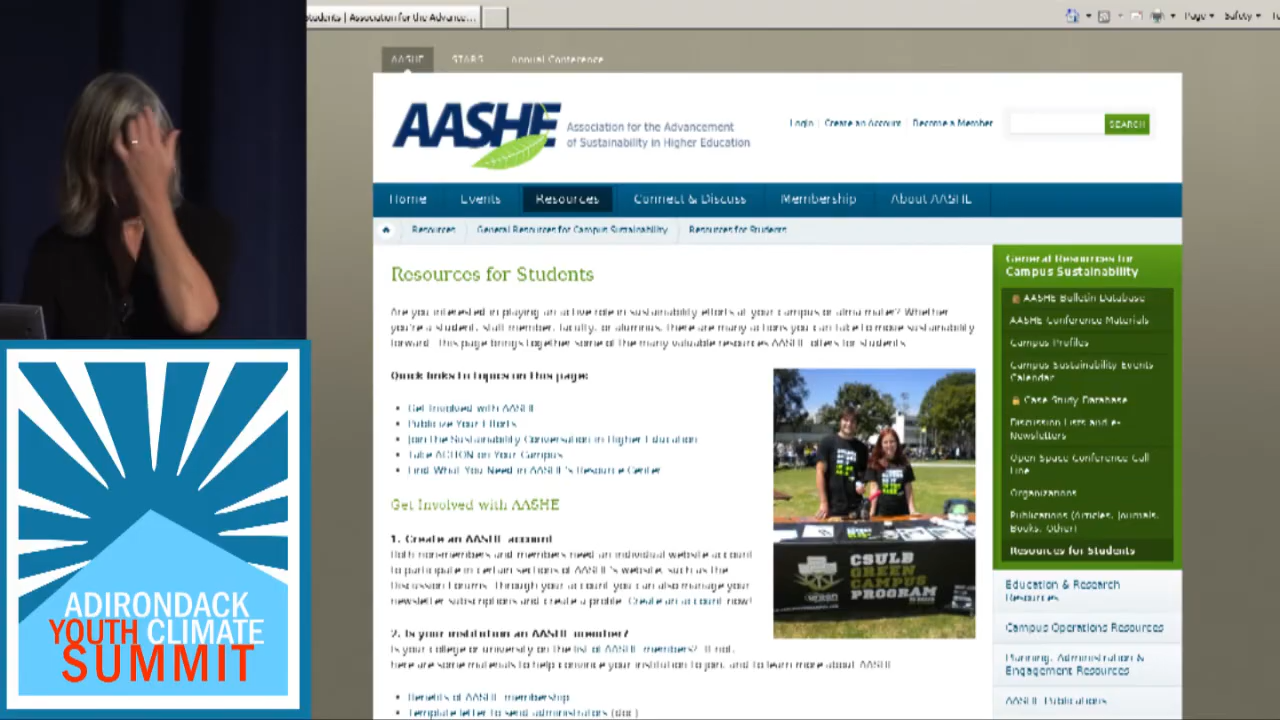 Students | Association for the Advance...
Page
Safety
AASHE
STARS
Annual Conference
AASHE
Association for the Advancement
of Sustainability in Higher Education
Login
Create an Account
Become a Member
SEARCH
Home
Events
Resources
Connect & Discuss
Membership
About AASHE
Resources
General Resources for Campus Sustainability
Resources for Students
Resources for Students
Are you interested in playing an active role in sustainability efforts at your campus or alma mater? Whether
you're a student, staff member, faculty, or alumnus, there are many actions you can take to move sustainability
forward. This page brings together some of the many valuable resources AASHE offers for students.
Quick links to topics on this page:
Get Involved with AASHE
Publicize Your Efforts
Join the Sustainability Conversation in Higher Education
Take ACTION on Your Campus
Find What You Need in AASHE's Resource Center
Get Involved with AASHE
1. Create an AASHE account
Both nonmembers and members need an individual website account
to participate in certain sections of AASHE's website, such as the
Discussion Forums. Through your account you can also manage your
newsletter subscriptions and create a profile. Create an account now!
2. Is your institution an AASHE member?
Is your college or university on the list of AASHE members? If not,
here are some materials to help convince your institution to join, and to learn more about AASHE
Benefits of AASHE membership
Template letter to send administrators (doc)
CSULB
GREEN
CAMPUS
PROGRAM
General Resources for
Campus Sustainability
AASHE Bulletin Database
AASHE Conference Materials
Campus Profiles
Campus Sustainability Events
Calendar
Case Study Database
Discussion Lists and e-
Newsletters
Open Space Conference Call
Line
Organizations
Publications (Articles, Journals,
Books, Other)
Resources for Students
Education & Research
Resources
Campus Operations Resources
Planning, Administration &
Engagement Resources
AASHE Publications
ADIRONDACK
YOUTH CLIMATE
SUMMIT